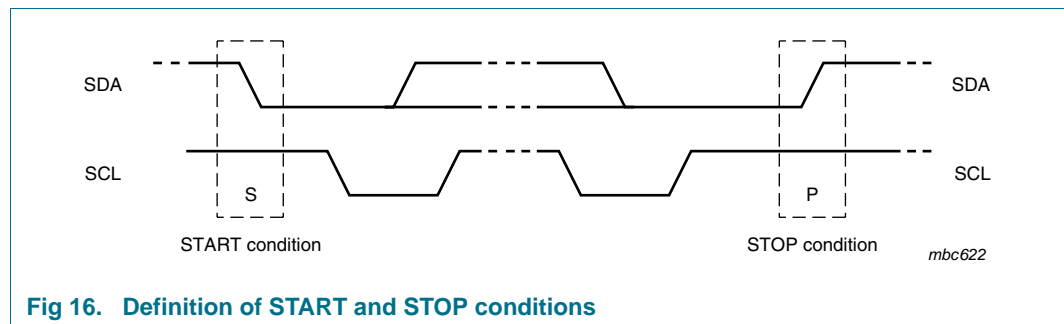 SDA
SDA
SCL
SCL
S
P
START condition
STOP condition
mbc622
Fig 16. Definition of START and STOP conditions